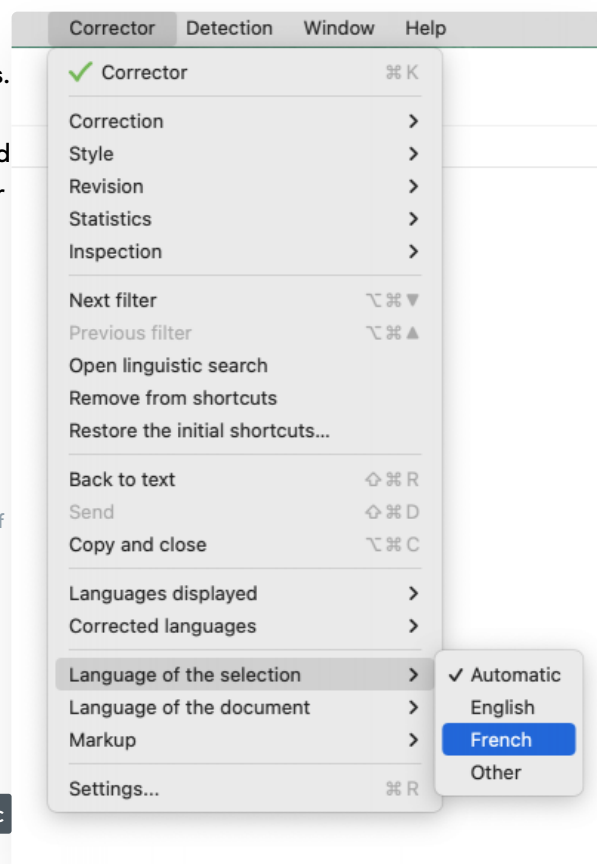 Corrector Detection Window Help
s.
✓ Corrector ⌘ K
Correction >
d
Style >
Revision >
r
Statistics >
Inspection >
Next filter ⌥ ⌘ ▼
Previous filter ⌥ ⌘ ▲
Open linguistic search
Remove from shortcuts
Restore the initial shortcuts...
Back to text ⇧ ⌘ R
Send ⇧ ⌘ D
f
Copy and close ⌥ ⌘ C
Languages displayed >
Corrected languages >
Language of the selection > ✓ Automatic
Language of the document > English
Markup > French
Other
Settings... ⌘ R
c